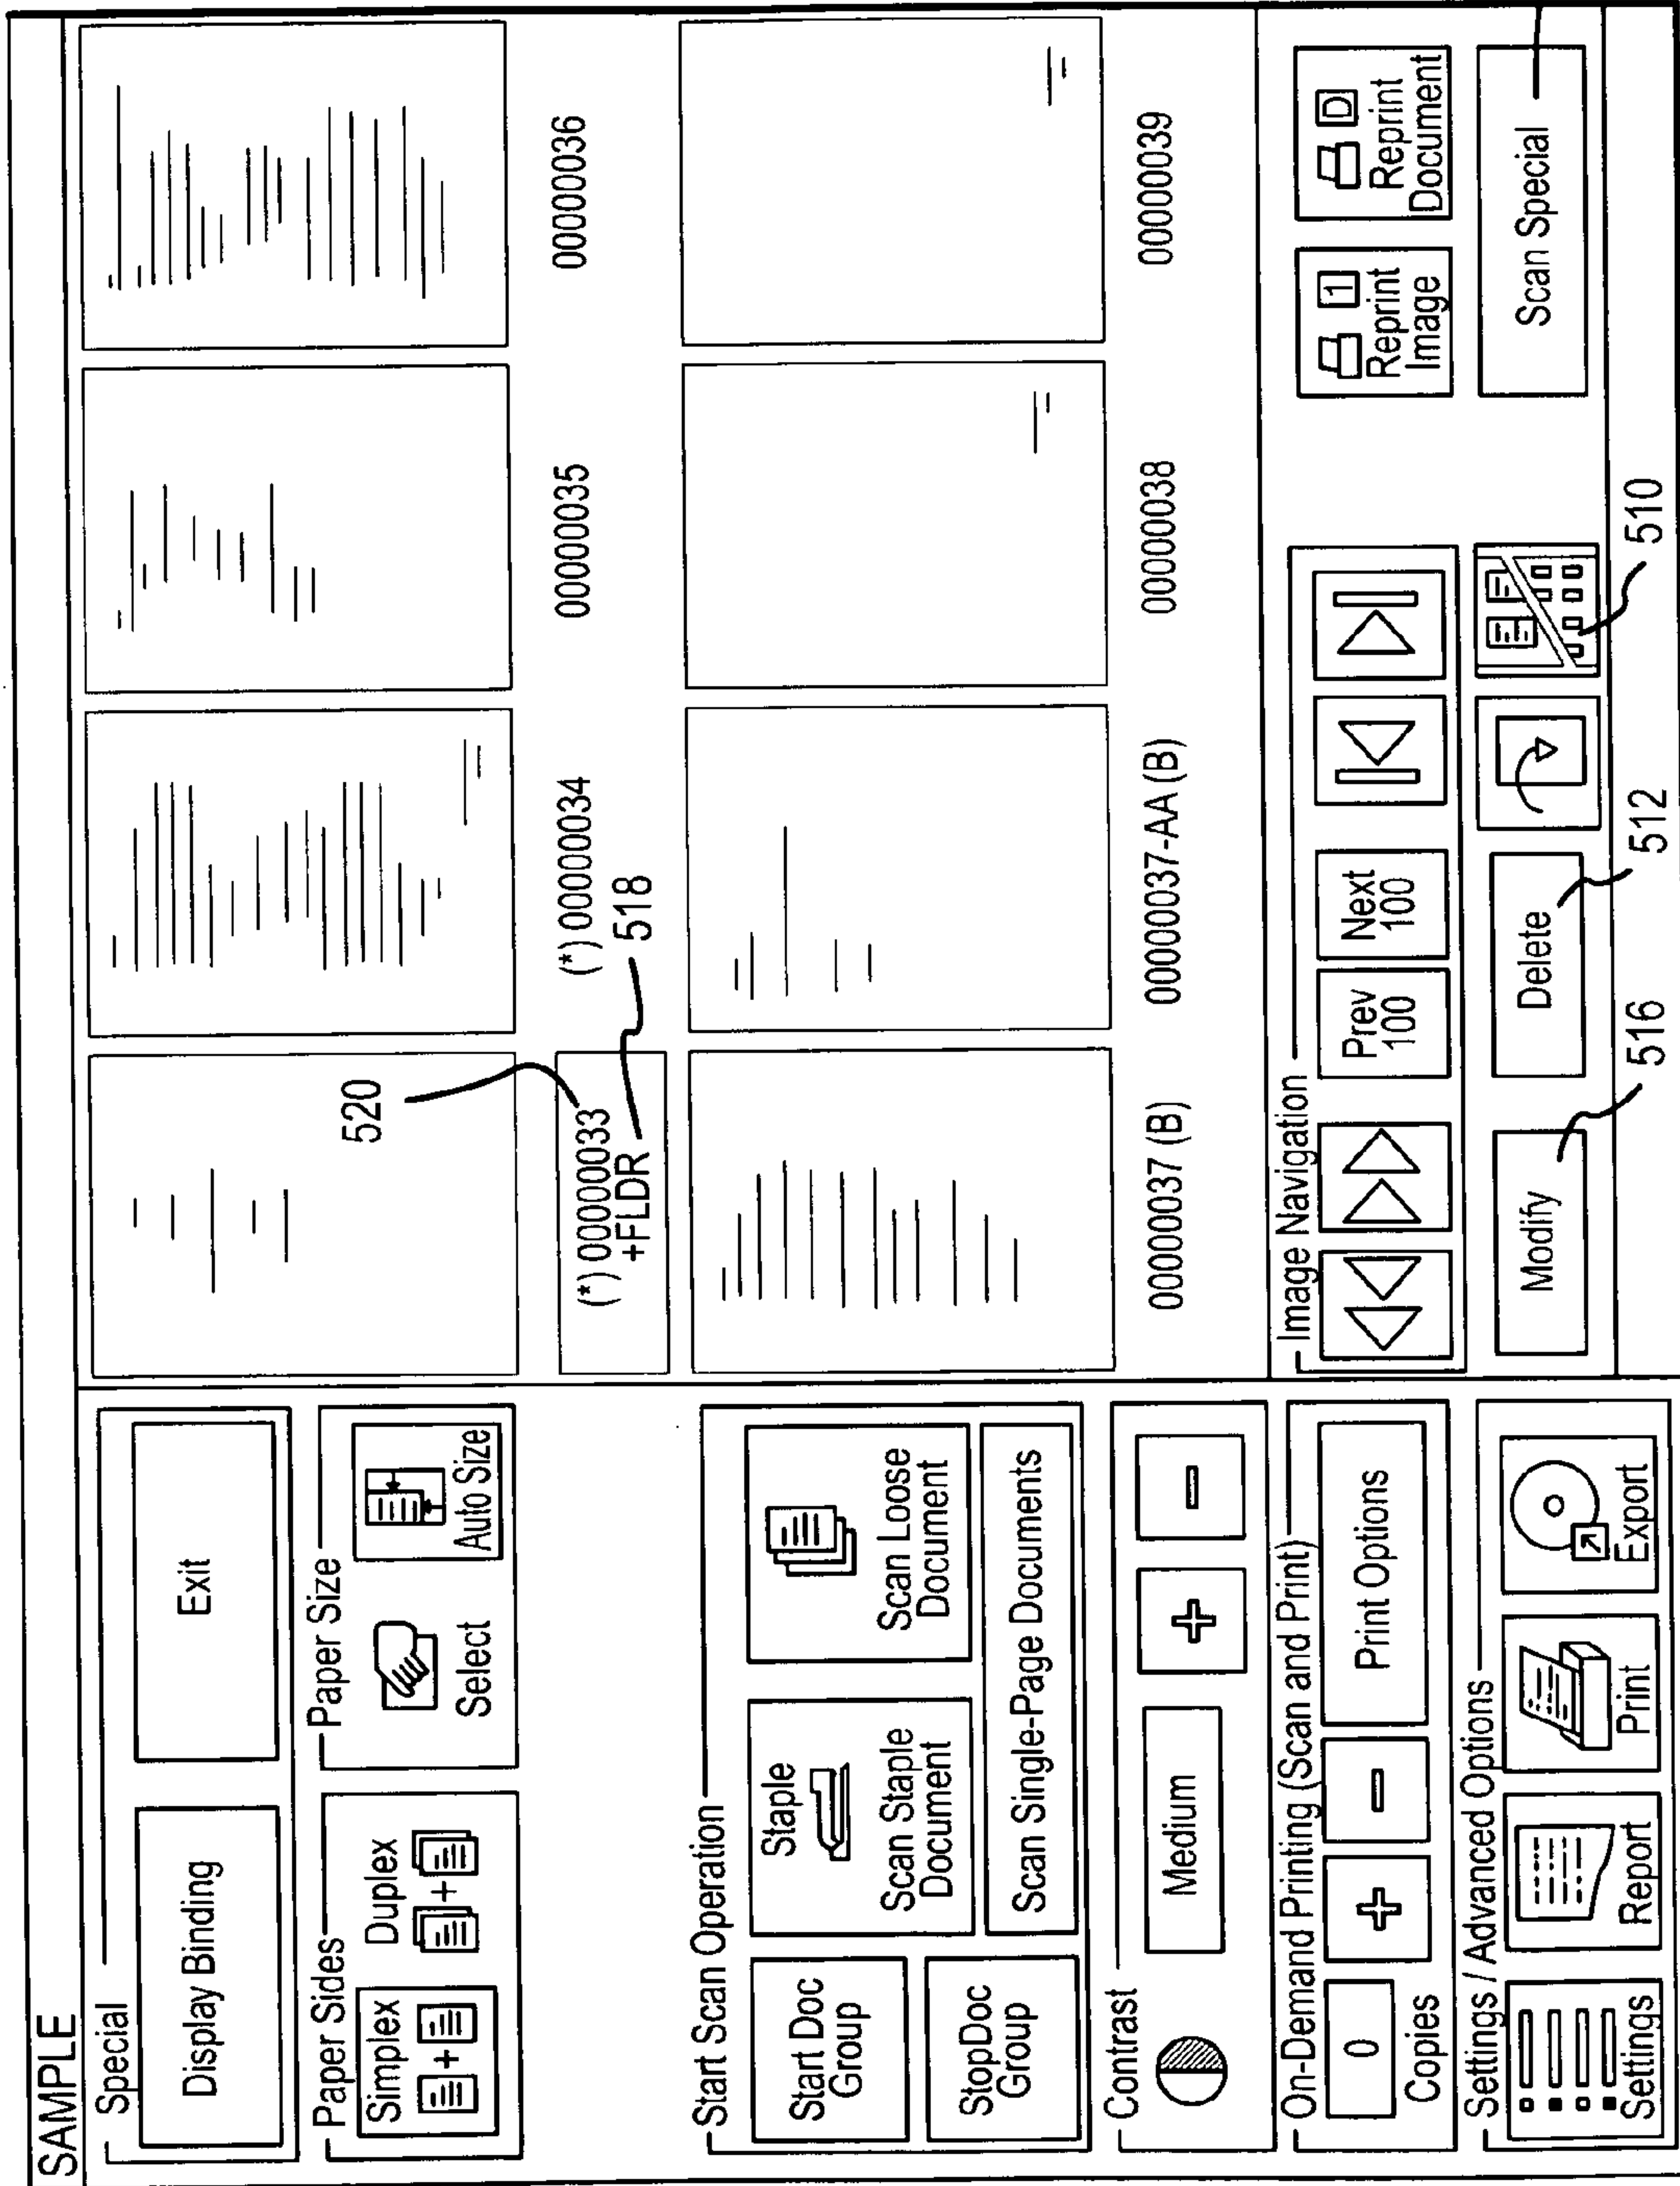 SAMPLE
Special
Display Binding
Exit
Paper Sides
Simplex
Duplex
Paper Size
Select
Auto Size
Start Scan Operation
Start Doc
Group
StopDoc
Group
Staple
Scan Staple
Document
Scan Loose
Document
Scan Single-Page Documents
Contrast
Medium
+
−
On-Demand Printing (Scan and Print)
0
Copies
+
−
Print Options
Settings / Advanced Options
Settings
Report
Print
Export
520
(*) 00000033
+FLDR
(*) 00000034
518
00000035
00000036
00000037 (B)
00000037-AA (B)
00000038
00000039
Image Navigation
Prev
100
Next
100
1
Reprint
Image
D
Reprint
Document
Modify
Delete
Scan Special
516
512
510